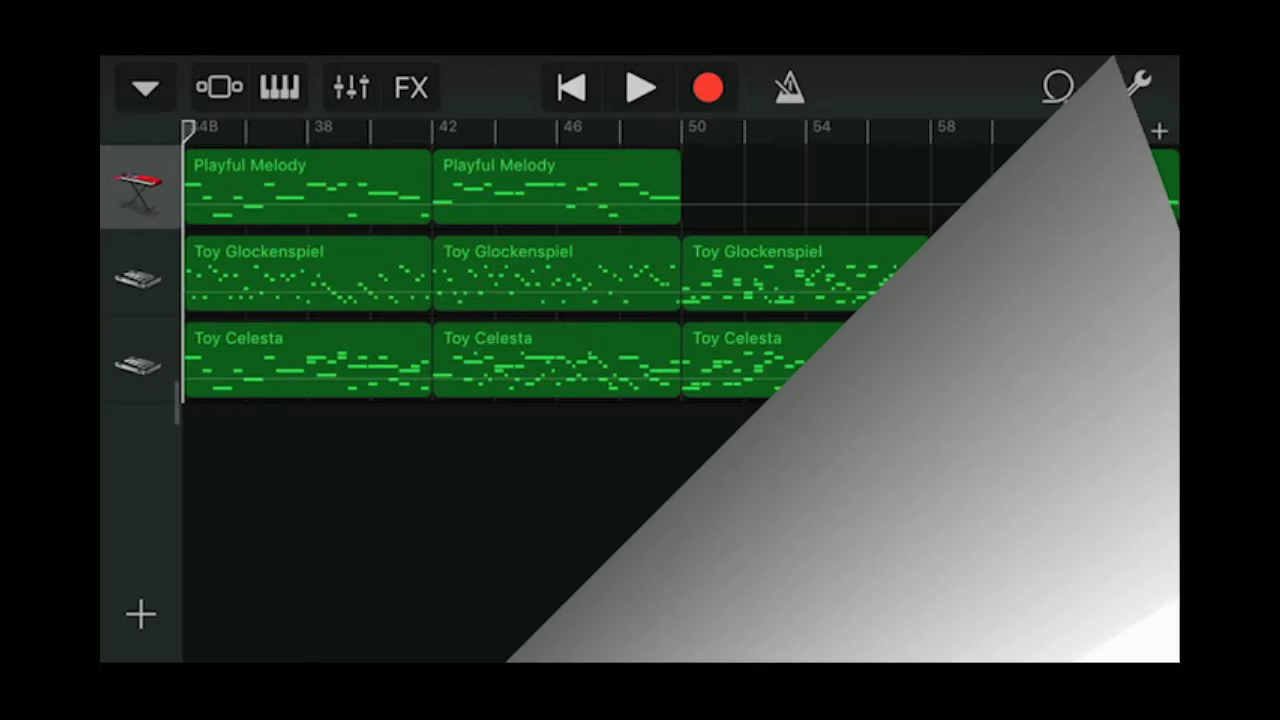 FX
34B 38 42 46 50 54 58
Playful Melody Playful Melody
Toy Glockenspiel Toy Glockenspiel Toy Glockenspiel
Toy Celesta Toy Celesta Toy Celesta